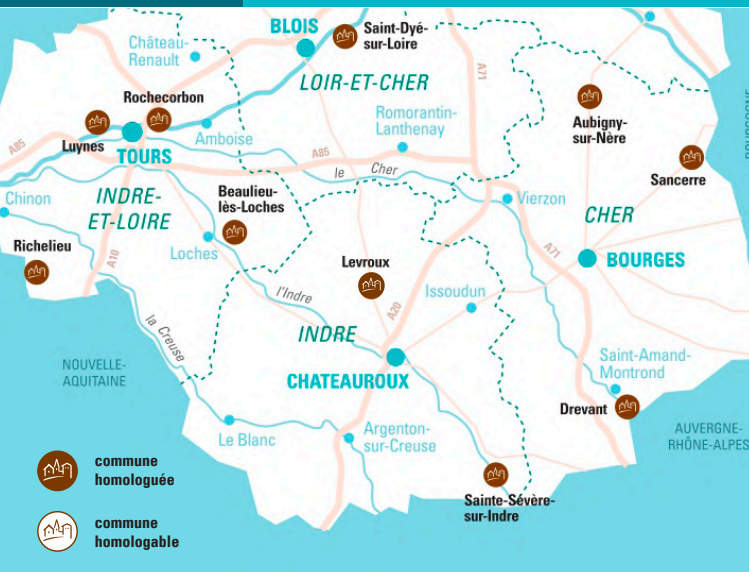 BLOIS
Saint-Dyé-
sur-Loire
Château-
Renault
LOIR-ET-CHER
A71
Rochecorbon
Romorantin-
Lanthenay
Aubigny-
sur-Nère
BOURGOGNE
Luynes
Amboise
A85
TOURS
A85
le Cher
Sancerre
Chinon
INDRE-
ET-LOIRE
Beaulieu-
lès-Loches
Vierzon
CHER
Richelieu
Loches
A10
Levroux
A71
BOURGES
l'Indre
Issoudun
A20
la Creuse
INDRE
NOUVELLE-
AQUITAINE
CHATEAUROUX
Saint-Amand-
Montrond
Drevant
Le Blanc
Argenton-
sur-Creuse
AUVERGNE-
RHÔNE-ALPES
commune
homologuée
Sainte-Sévère-
sur-Indre
commune
homologable